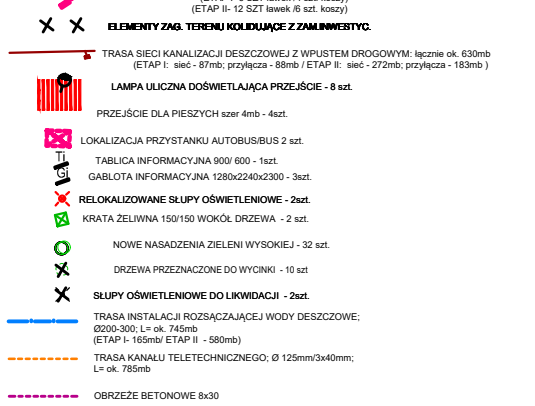 (ETAP II- 12 SZT ławek /6 szt. koszy)
ELEMENTY ZAG. TERENU KOLIDUJĄCE Z ZAM.INWESTYC.
TRASA SIECI KANALIZACJI DESZCZOWEJ Z WPUSTEM DROGOWYM: łącznie ok. 630mb
(ETAP I: sieć - 87mb; przyłącza - 88mb / ETAP II: sieć - 272mb; przyłącza - 183mb )
LAMPA ULICZNA DOŚWIETLAJĄCA PRZEJŚCIE - 8 szt.
PRZEJŚCIE DLA PIESZYCH szer 4mb - 4szt.
LOKALIZACJA PRZYSTANKU AUTOBUS/BUS 2 szt.
Ti TABLICA INFORMACYJNA 900/ 600 - 1szt.
Gi GABLOTA INFORMACYJNA 1280x2240x2300 - 3szt.
RELOKALIZOWANE SŁUPY OŚWIETLENIOWE - 2szt.
KRATA ŻELIWNA 150/150 WOKÓŁ DRZEWA - 2 szt.
NOWE NASADZENIA ZIELENI WYSOKIEJ - 32 szt.
DRZEWA PRZEZNACZONE DO WYCINKI - 10 szt
SŁUPY OŚWIETLENIOWE DO LIKWIDACJI - 2szt.
TRASA INSTALACJI ROZSĄCZAJĄCEJ WODY DESZCZOWE;
Ø200-300; L= ok. 745mb
(ETAP I- 165mb/ ETAP II - 580mb)
TRASA KANAŁU TELETECHNICZNEGO; Ø 125mm/3x40mm;
L= ok. 785mb
OBRZEŻE BETONOWE 8x30